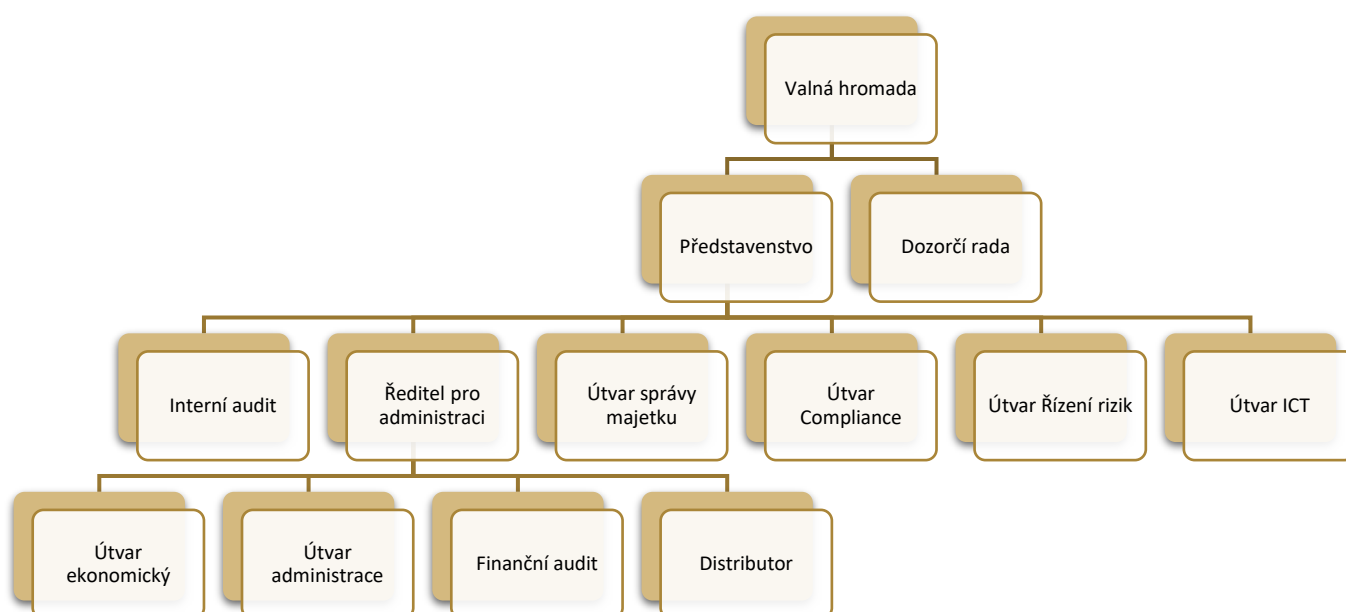 Valná hromada
Představenstvo
Dozorčí rada
Interní audit
Ředitel pro
administraci
Útvar správy
majetku
Útvar
Compliance
Útvar Řízení rizik
Útvar ICT
Útvar
ekonomický
Útvar
administrace
Finanční audit
Distributor